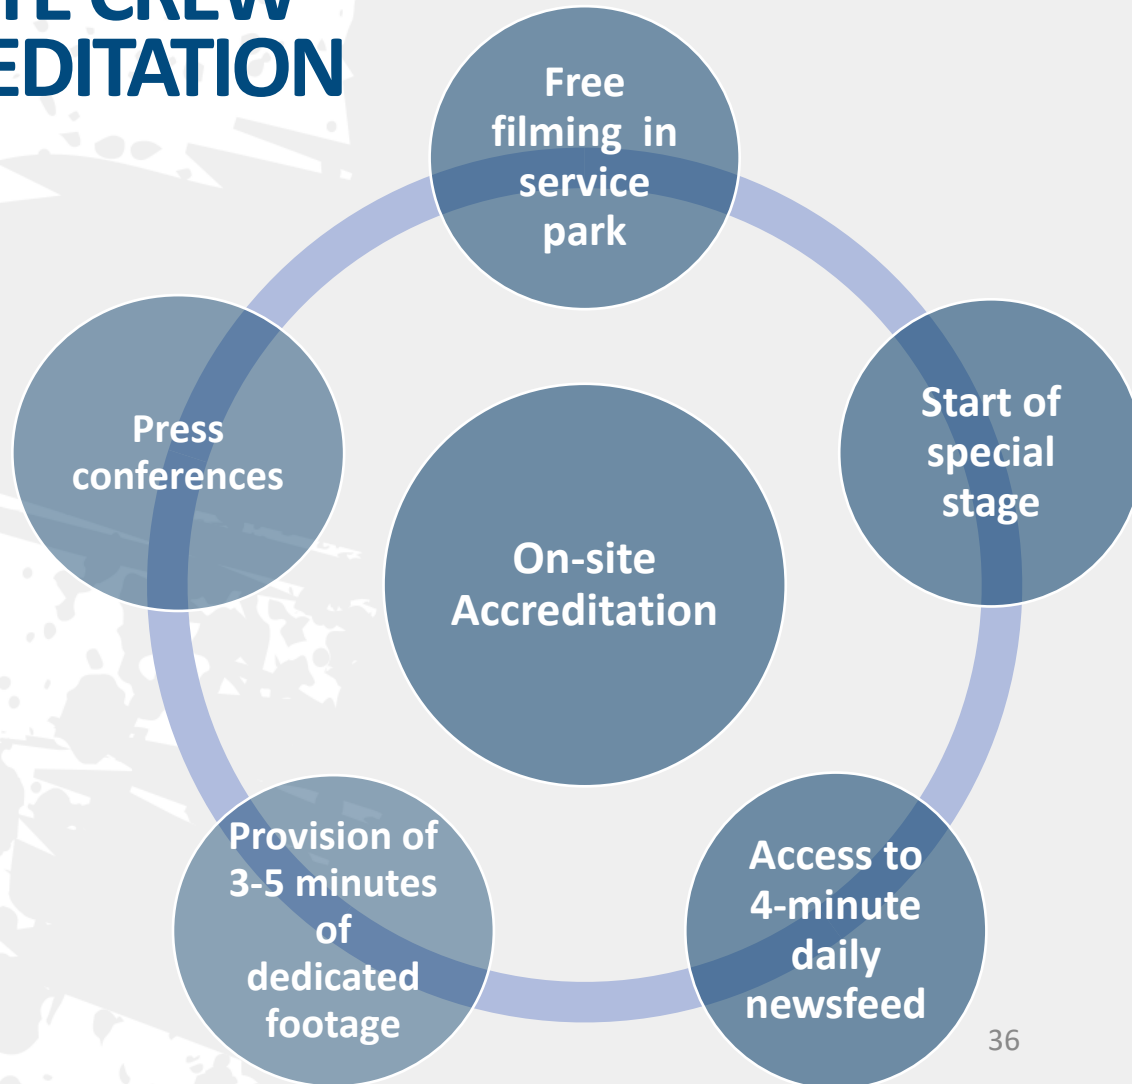 CREW
EDITATION
Free
filming in
service
park
Start of
special
stage
Press
conferences
On-site
Accreditation
Provision of
3-5 minutes
of
dedicated
footage
Access to
4-minute
daily
newsfeed
36